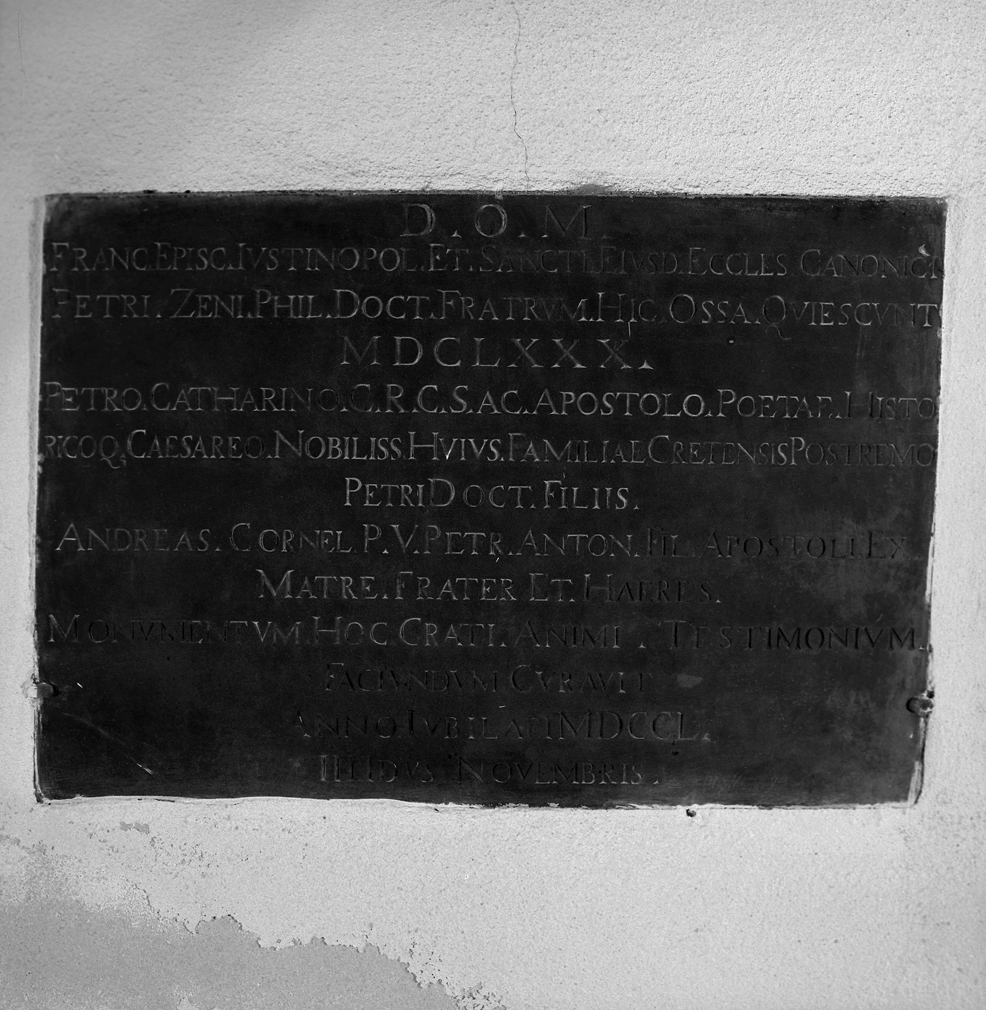 D.O.M.
FRANC.EPISC.IVSTINOPOL.ET.SANCTI.EIVSD.ECCLES.CANONICI
PETRI.ZENI.PHIL.DOCT.FRATRVM.HIC.OSSA.QVIESCVNT.
MDCLXXX.
PETRO.CATHARINO.C.R.C.S.AC.APOSTOLO.POETAE.HISTO
RICOQ.CAESAREO.NOBILISS.HVIVS.FAMILIAE CRETENSIS POSTREMO
PETRI DOCT.FILIIS.
ANDREAS.CORNEL.P.V.PETR.ANTON.FIL.APOSTOLI EX
MATRE.FRATER ET.HAERES.
MONVMENTVM.HOC GRATI.ANIMI.TESTIMONIVM.
FACIVNDVM CVRAVIT
ANNO IVBILAEI MDCCL.
IIII IDVS NOVEMBRIS.